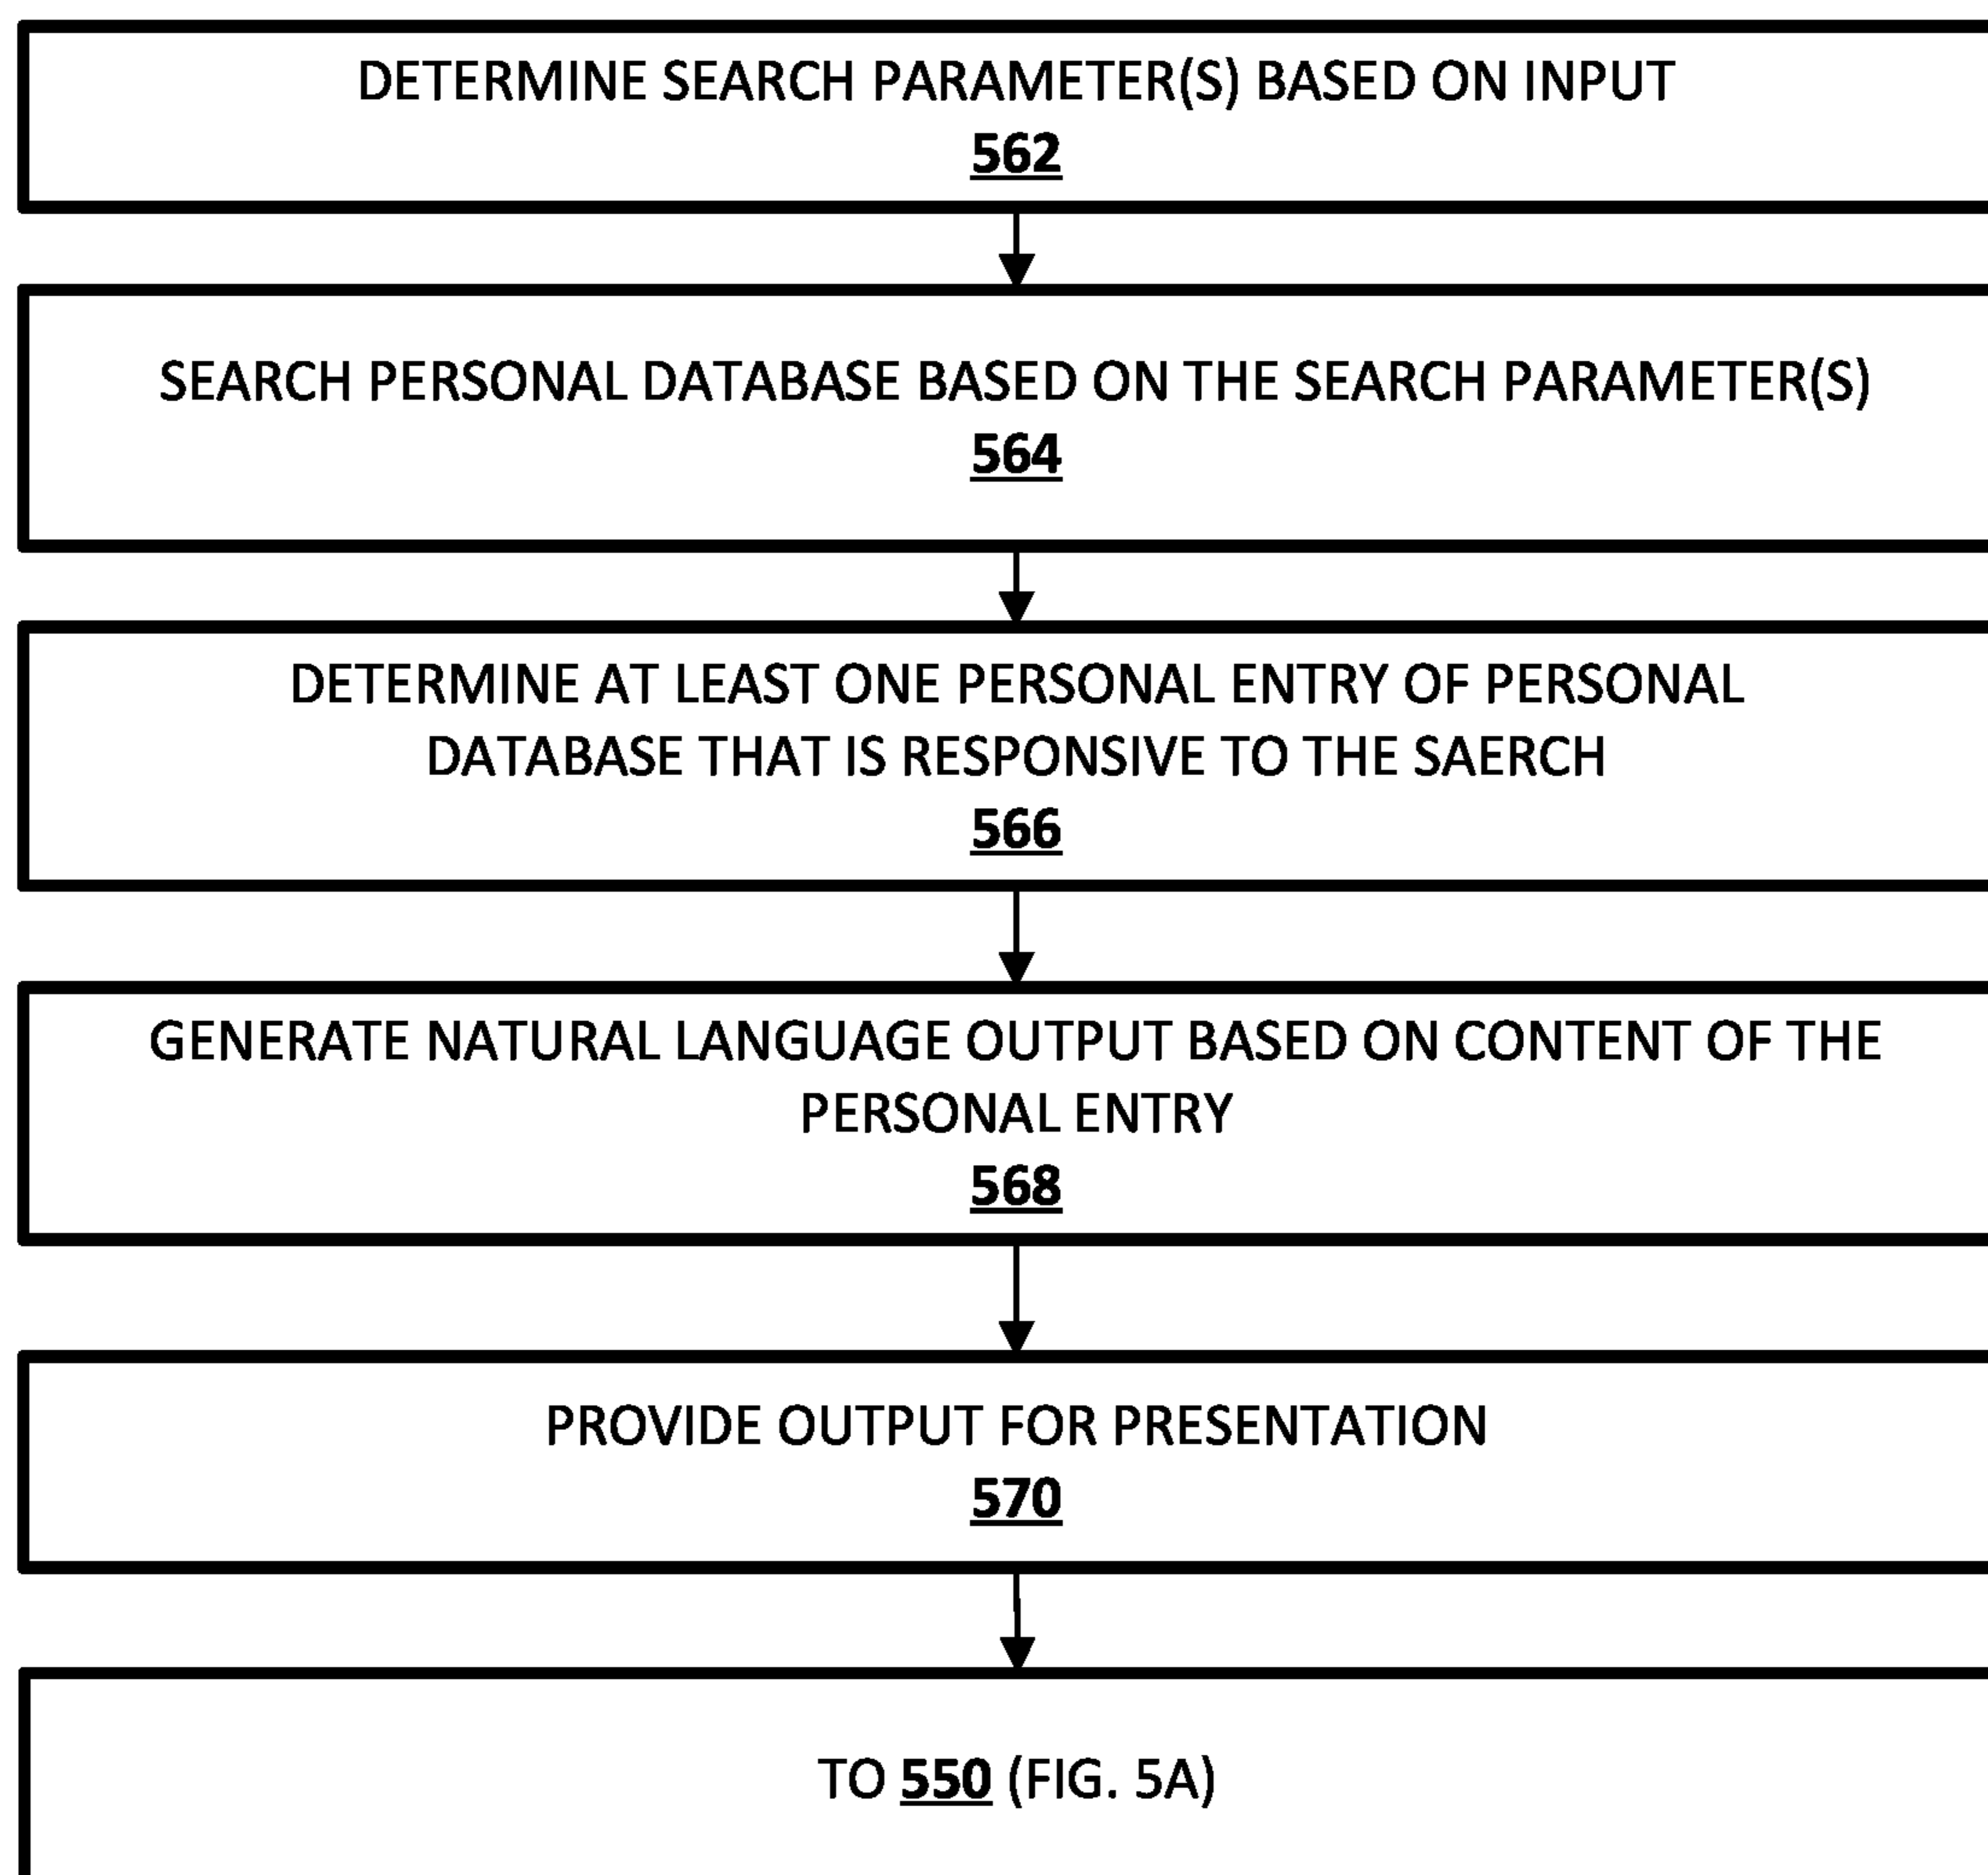 DETERMINE SEARCH PARAMETER(S) BASED ON INPUT
562
SEARCH PERSONAL DATABASE BASED ON THE SEARCH PARAMETER(S)
564
DETERMINE AT LEAST ONE PERSONAL ENTRY OF PERSONAL
DATABASE THAT IS RESPONSIVE TO THE SAERCH
566
GENERATE NATURAL LANGUAGE OUTPUT BASED ON CONTENT OF THE
PERSONAL ENTRY
568
PROVIDE OUTPUT FOR PRESENTATION
570
TO 550 (FIG. 5A)